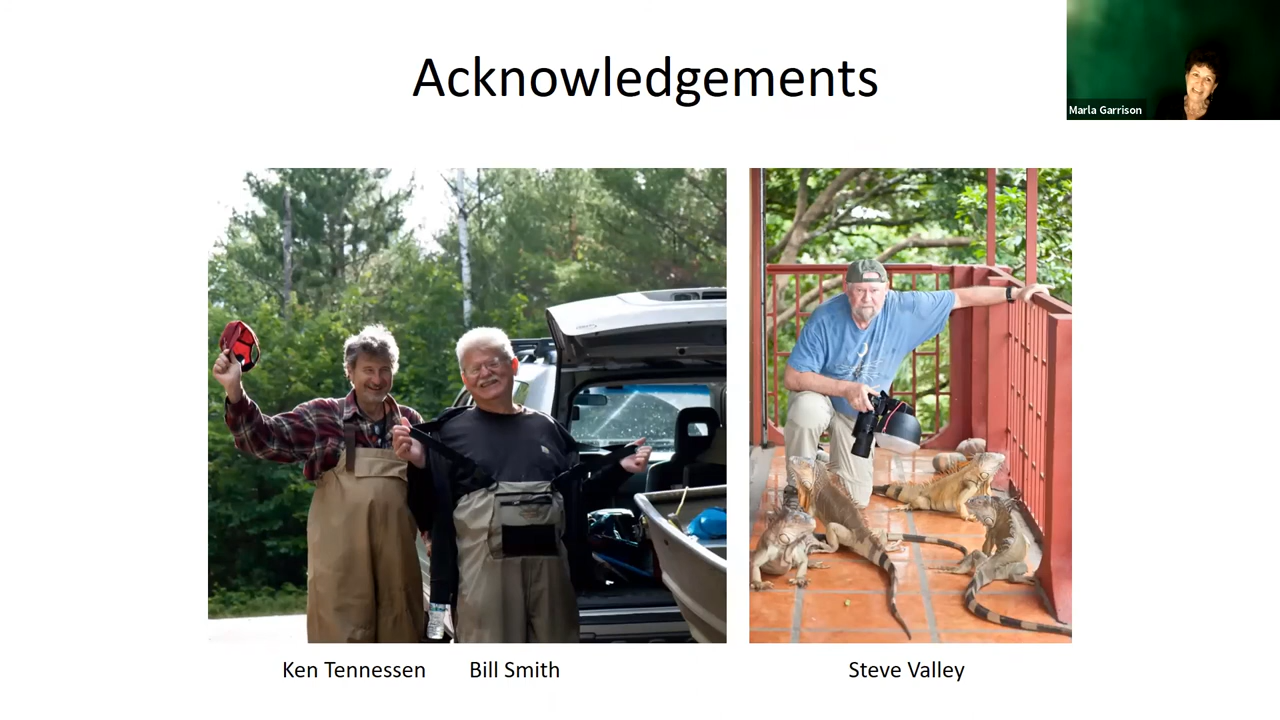 Acknowledgements
Marla Garrison
Ken Tennessen
Bill Smith
Steve Valley